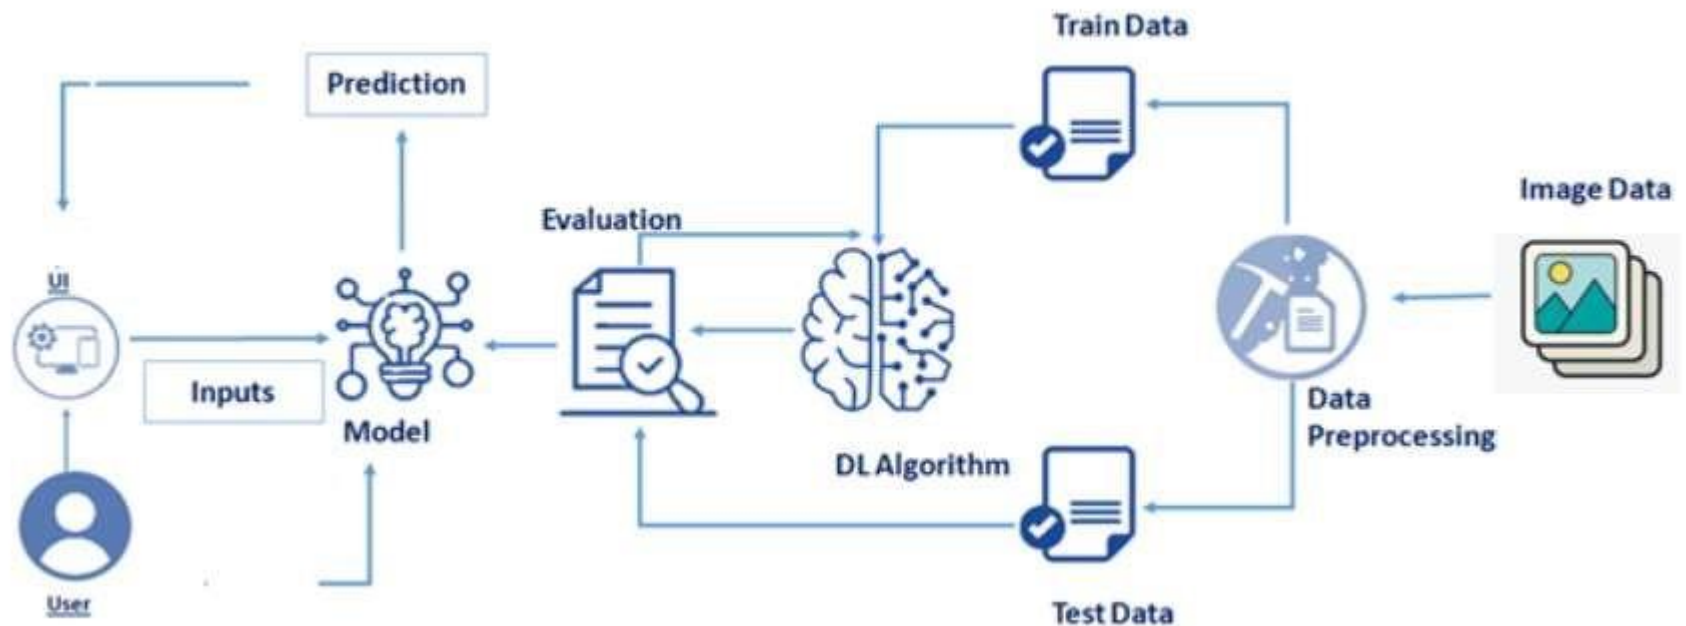 Train Data
Prediction
Image Data
Evaluation
UI
Inputs
Data
Preprocessing
Model
DL Algorithm
User
Test Data